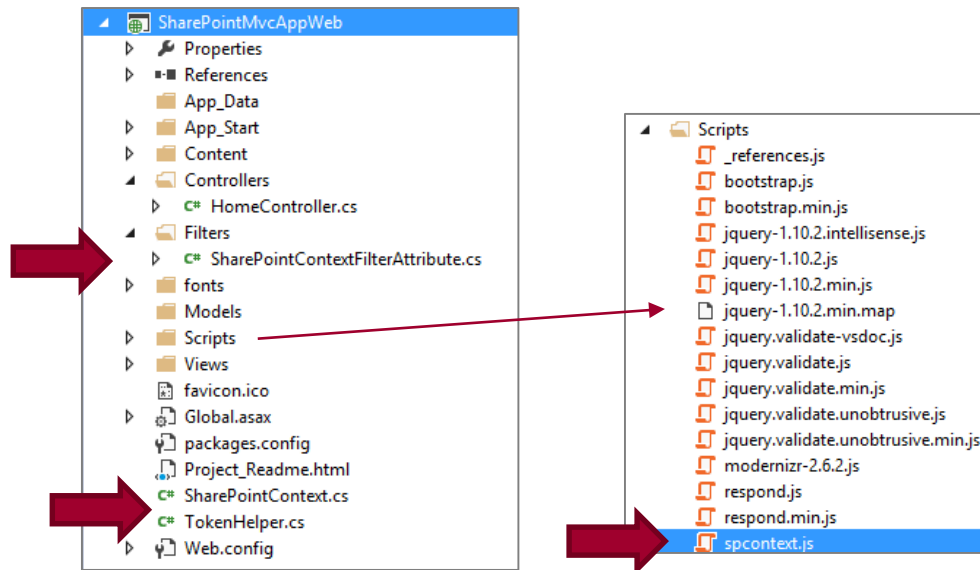 SharePointMvcAppWeb
Properties
References
App_Data
App_Start
Content
Controllers
C# HomeController.cs
Filters
C# SharePointContextFilterAttribute.cs
fonts
Models
Scripts
Views
favicon.ico
Global.asax
packages.config
Project_Readme.html
C# SharePointContext.cs
C# TokenHelper.cs
Web.config
Scripts
_references.js
bootstrap.js
bootstrap.min.js
jquery-1.10.2.intellisense.js
jquery-1.10.2.js
jquery-1.10.2.min.js
jquery-1.10.2.min.map
jquery.validate-vsdoc.js
jquery.validate.js
jquery.validate.min.js
jquery.validate.unobtrusive.js
jquery.validate.unobtrusive.min.js
modernizr-2.6.2.js
respond.js
respond.min.js
spcontext.js